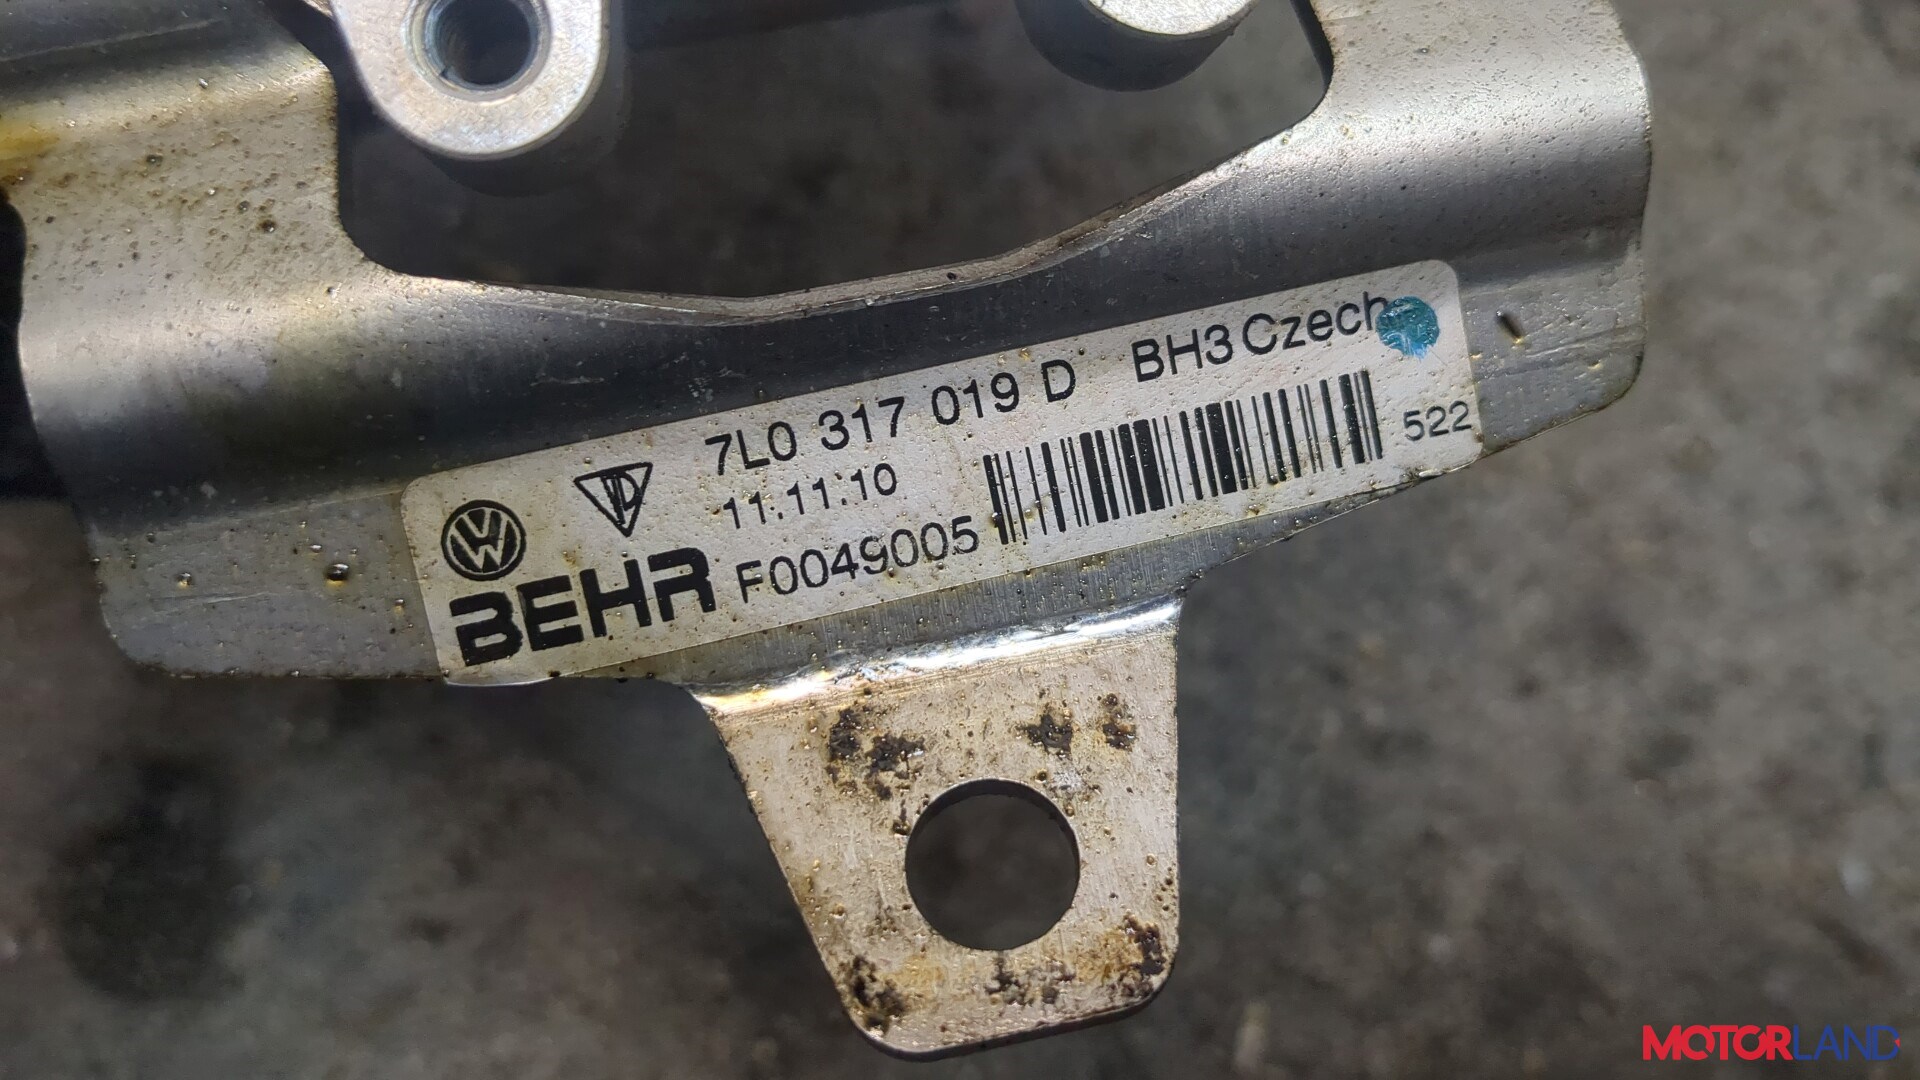 7L0 317 019 D BH3 Czech
11.11.10
522
BEHR F0049005
MOTORLAND